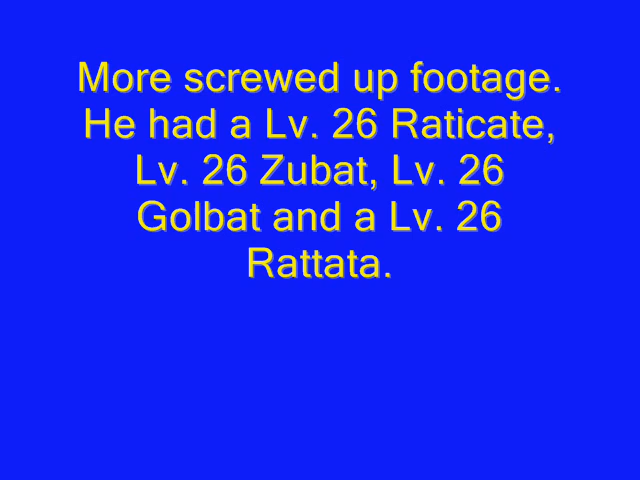 More screwed up footage.
He had a Lv. 26 Raticate,
Lv. 26 Zubat, Lv. 26
Golbat and a Lv. 26
Rattata.